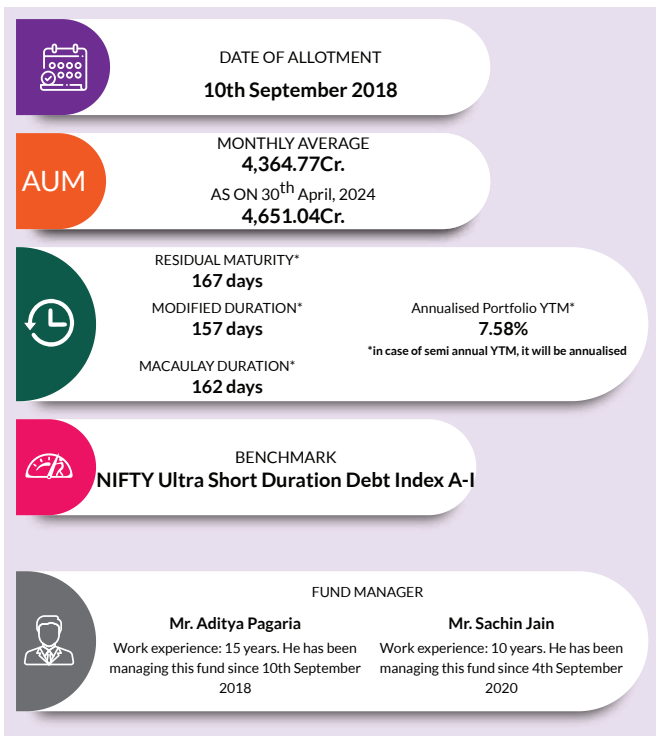 DATE OF ALLOTMENT
10th September 2018
AUM
MONTHLY AVERAGE
4,364.77Cr.
AS ON 30th April, 2024
4,651.04Cr.
RESIDUAL MATURITY*
167 days
MODIFIED DURATION*
157 days
MACAULAY DURATION*
162 days
Annualised Portfolio YTM*
7.58%
*in case of semi annual YTM, it will be annualised
BENCHMARK
NIFTY Ultra Short Duration Debt Index A-I
FUND MANAGER
Mr. Aditya Pagaria
Work experience: 15 years. He has been
managing this fund since 10th September
2018
Mr. Sachin Jain
Work experience: 10 years. He has been
managing this fund since 4th September
2020